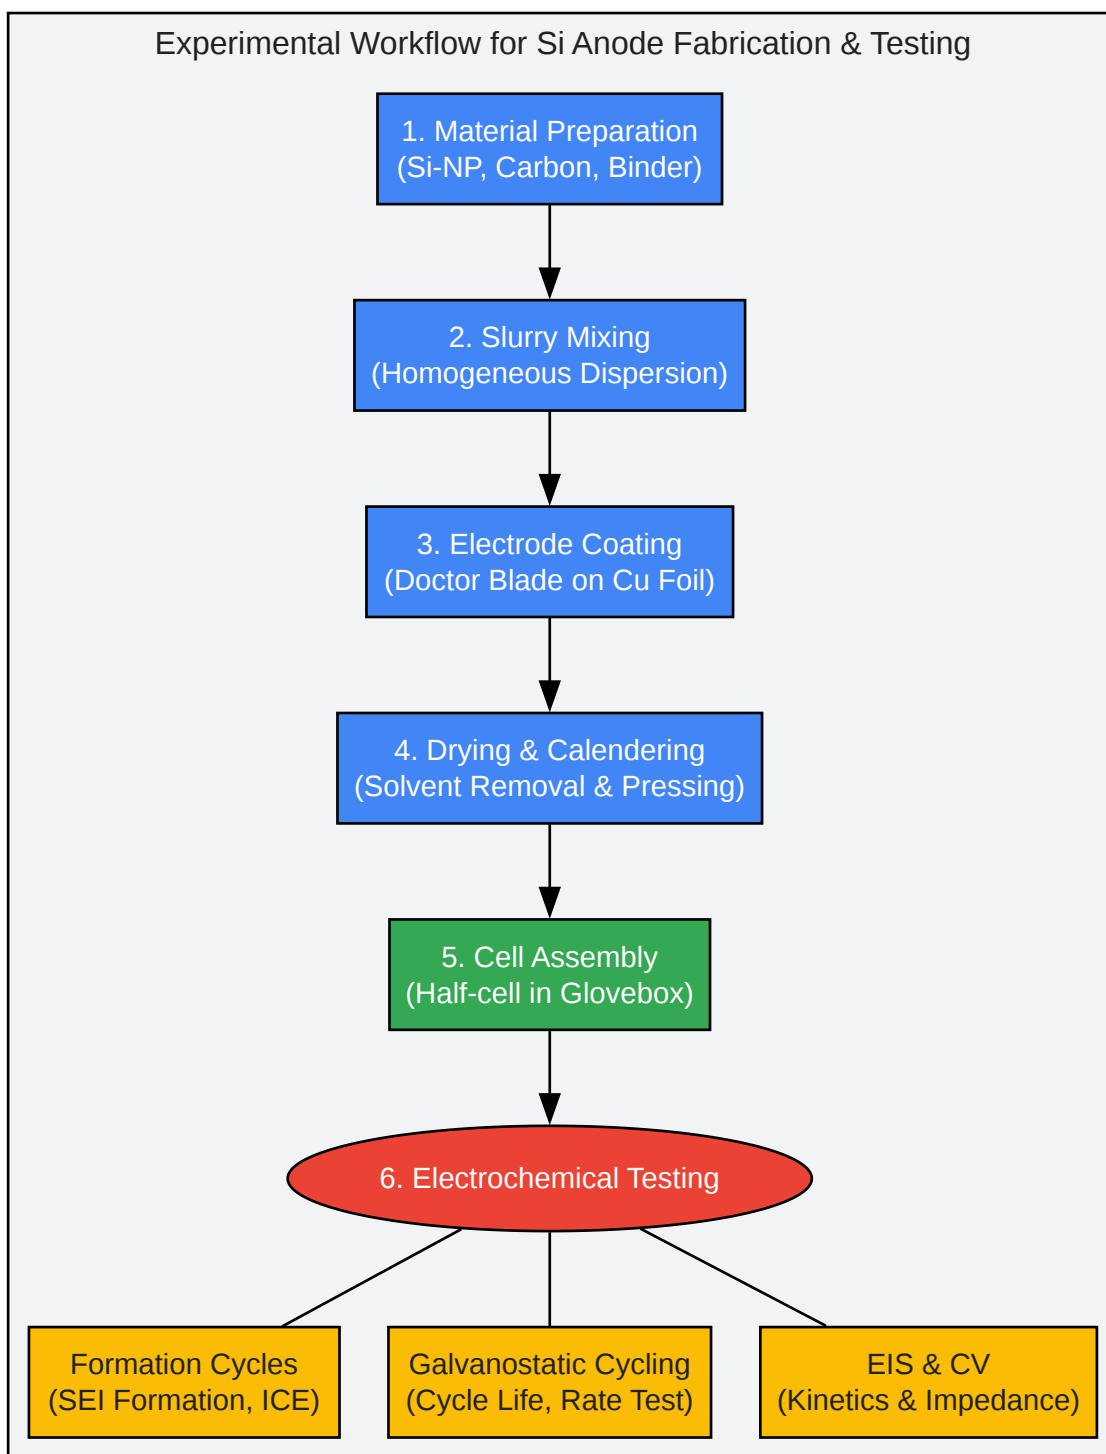 Experimental Workflow for Si Anode Fabrication & Testing
1. Material Preparation
(Si-NP, Carbon, Binder)
2. Slurry Mixing
(Homogeneous Dispersion)
3. Electrode Coating
(Doctor Blade on Cu Foil)
4. Drying & Calendering
(Solvent Removal & Pressing)
5. Cell Assembly
(Half-cell in Glovebox)
6. Electrochemical Testing
Formation Cycles
(SEI Formation, ICE)
Galvanostatic Cycling
(Cycle Life, Rate Test)
EIS & CV
(Kinetics & Impedance)